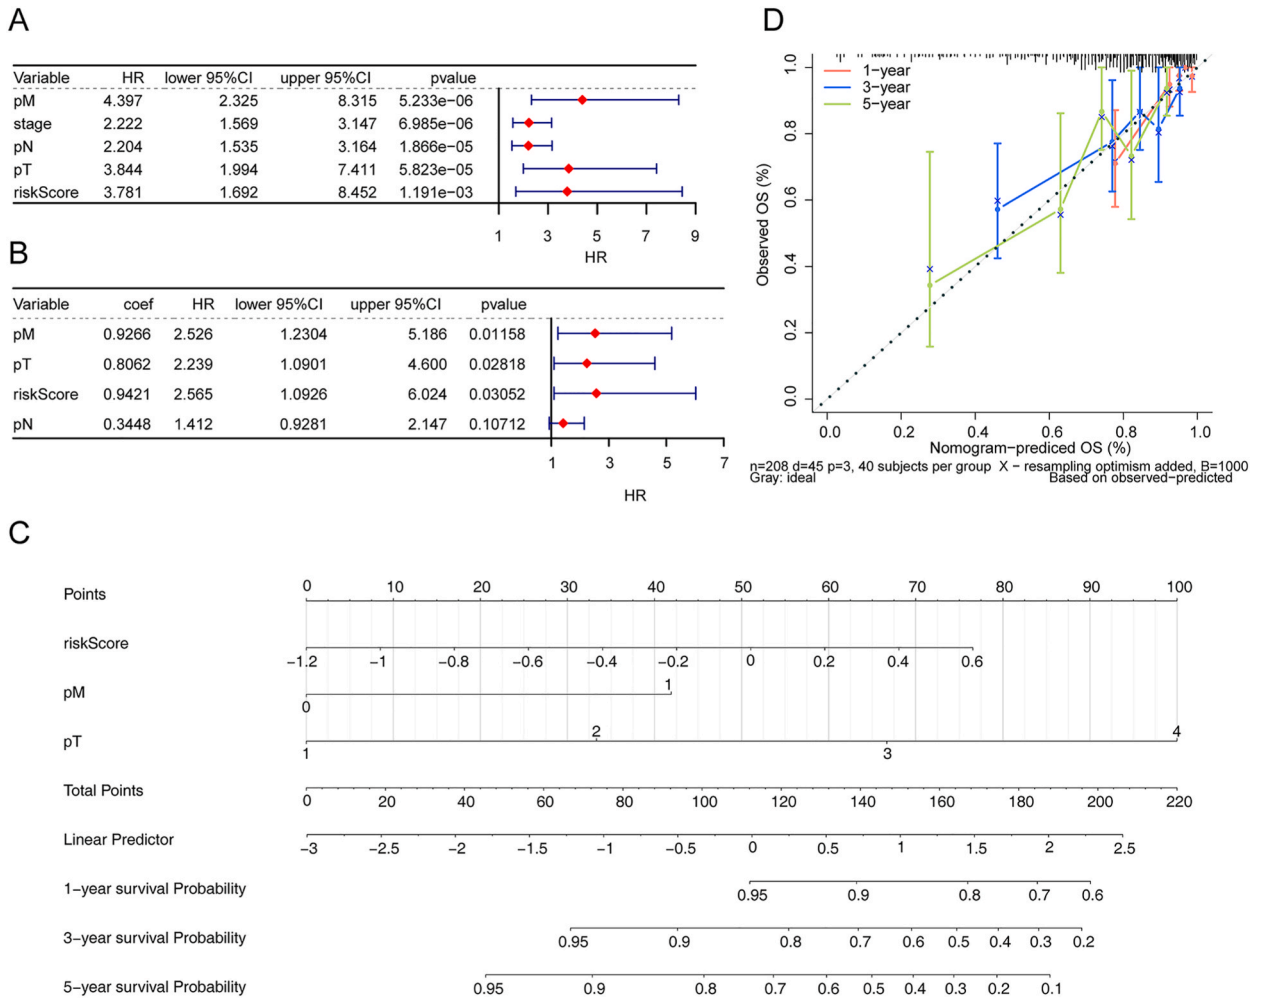 A
Variable HR lower 95%CI upper 95%CI pvalue
pM 4.397 2.325 8.315 5.233e−06
stage 2.222 1.569 3.147 6.985e−06
pN 2.204 1.535 3.164 1.866e−05
pT 3.844 1.994 7.411 5.823e−05
riskScore 3.781 1.692 8.452 1.191e−03
1 3 5 7 9
HR
B
Variable coef HR lower 95%CI upper 95%CI pvalue
pM 0.9266 2.526 1.2304 5.186 0.01158
pT 0.8062 2.239 1.0901 4.600 0.02818
riskScore 0.9421 2.565 1.0926 6.024 0.03052
pN 0.3448 1.412 0.9281 2.147 0.10712
1 3 5 7
HR
D
1−year
3−year
5−year
Observed OS (%)
0.0 0.2 0.4 0.6 0.8 1.0
0.0 0.2 0.4 0.6 0.8 1.0
Nomogram−prediced OS (%)
n=208 d=45 p=3, 40 subjects per group X − resampling optimism added, B=1000
Gray: ideal Based on observed−predicted
C
Points 0 10 20 30 40 50 60 70 80 90 100
riskScore −1.2 −1 −0.8 −0.6 −0.4 −0.2 0 0.2 0.4 0.6
pM 0 1
pT 1 2 3 4
Total Points 0 20 40 60 80 100 120 140 160 180 200 220
Linear Predictor −3 −2.5 −2 −1.5 −1 −0.5 0 0.5 1 1.5 2 2.5
1−year survival Probability 0.95 0.9 0.8 0.7 0.6
3−year survival Probability 0.95 0.9 0.8 0.7 0.6 0.5 0.4 0.3 0.2
5−year survival Probability 0.95 0.9 0.8 0.7 0.6 0.5 0.4 0.3 0.2 0.1